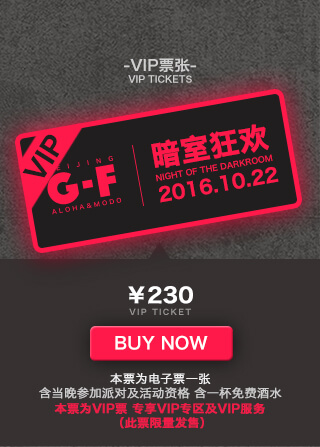 -VIP票张-
VIP TICKETS
VIP
BEIJING
G-F
ALOHA&MODO
暗室狂欢
NIGHT OF THE DARKROOM
2016.10.22
¥230
VIP TICKET
BUY NOW
本票为电子票一张
含当晚参加派对及活动资格 含一杯免费酒水
本票为VIP票 专享VIP专区及VIP服务
（此票限量发售）